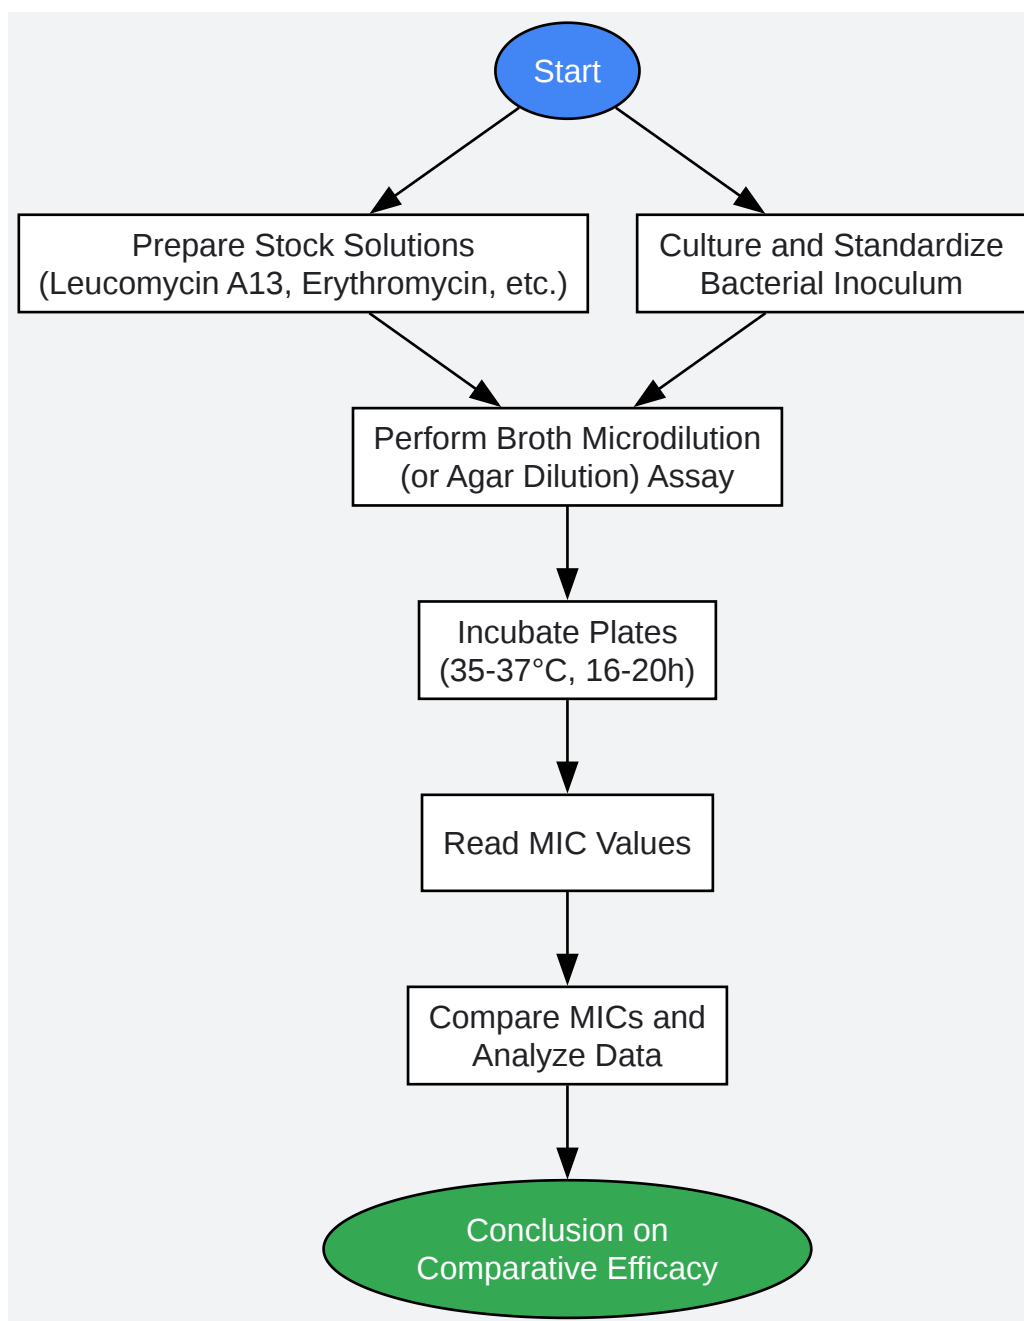 Start
Prepare Stock Solutions
(Leucomycin A13, Erythromycin, etc.)
Culture and Standardize
Bacterial Inoculum
Perform Broth Microdilution
(or Agar Dilution) Assay
Incubate Plates
(35-37°C, 16-20h)
Read MIC Values
Compare MICs and
Analyze Data
Conclusion on
Comparative Efficacy